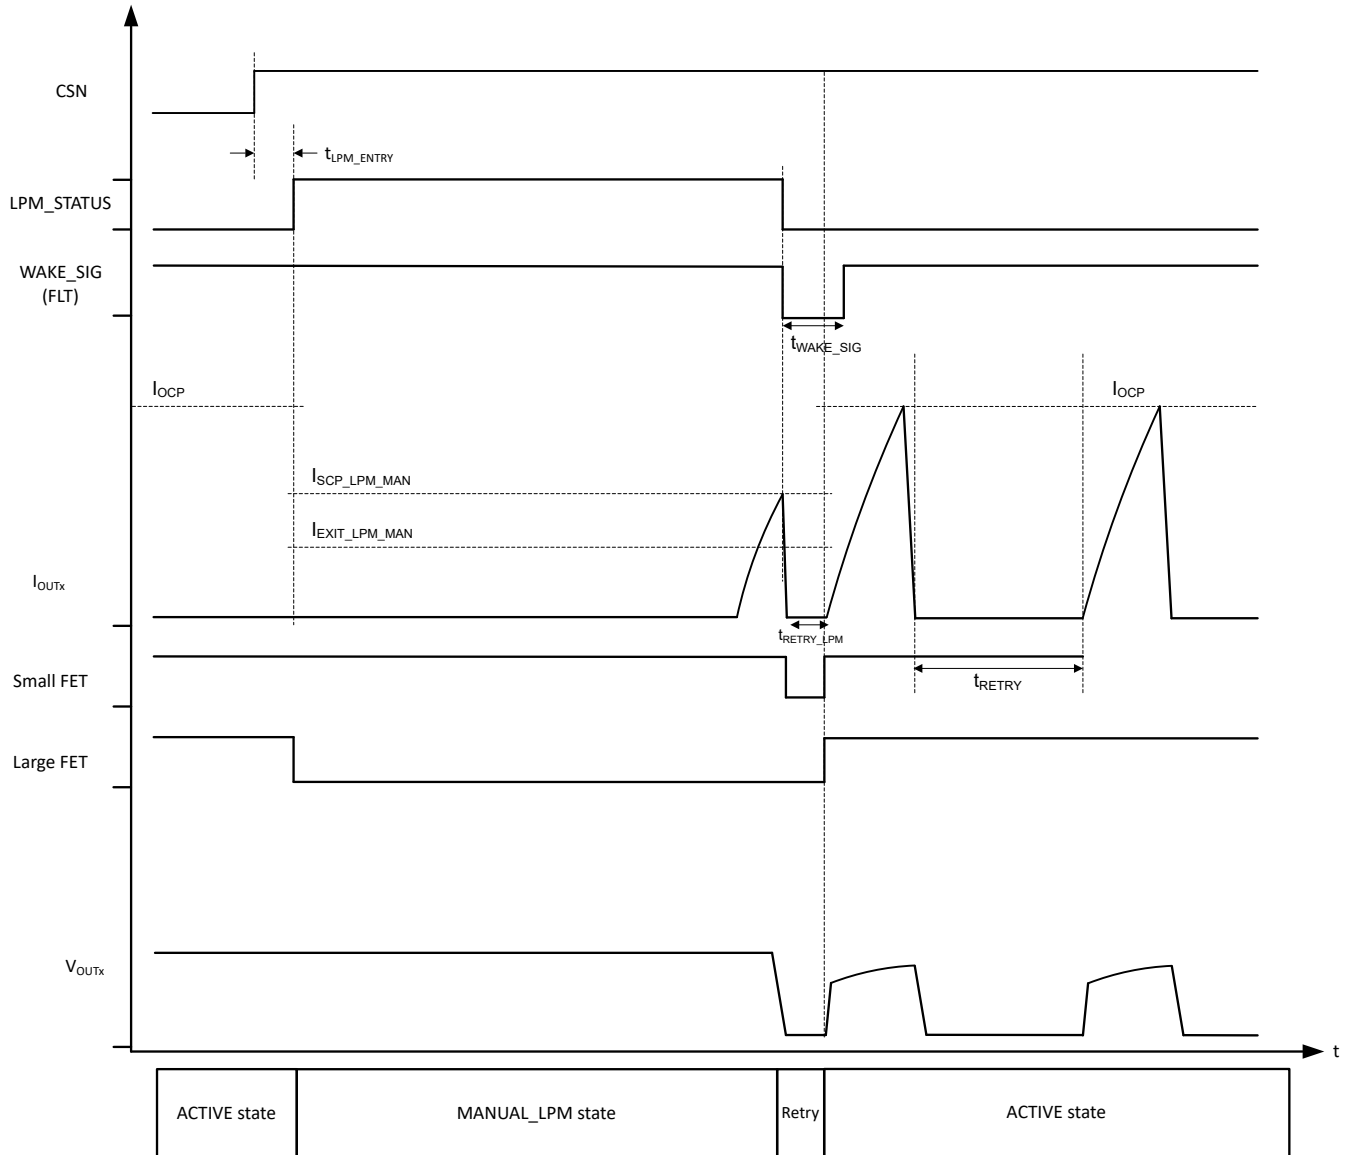 CSN
tLPM_ENTRY
LPM_STATUS
WAKE_SIG
(FLT)
tWAKE_SIG
IOCP
IOCP
ISCP_LPM_MAN
IEXIT_LPM_MAN
IOUTx
tRETRY_LPM
Small FET
tRETRY
Large FET
VOUTx
t
ACTIVE state
MANUAL_LPM state
Retry
ACTIVE state